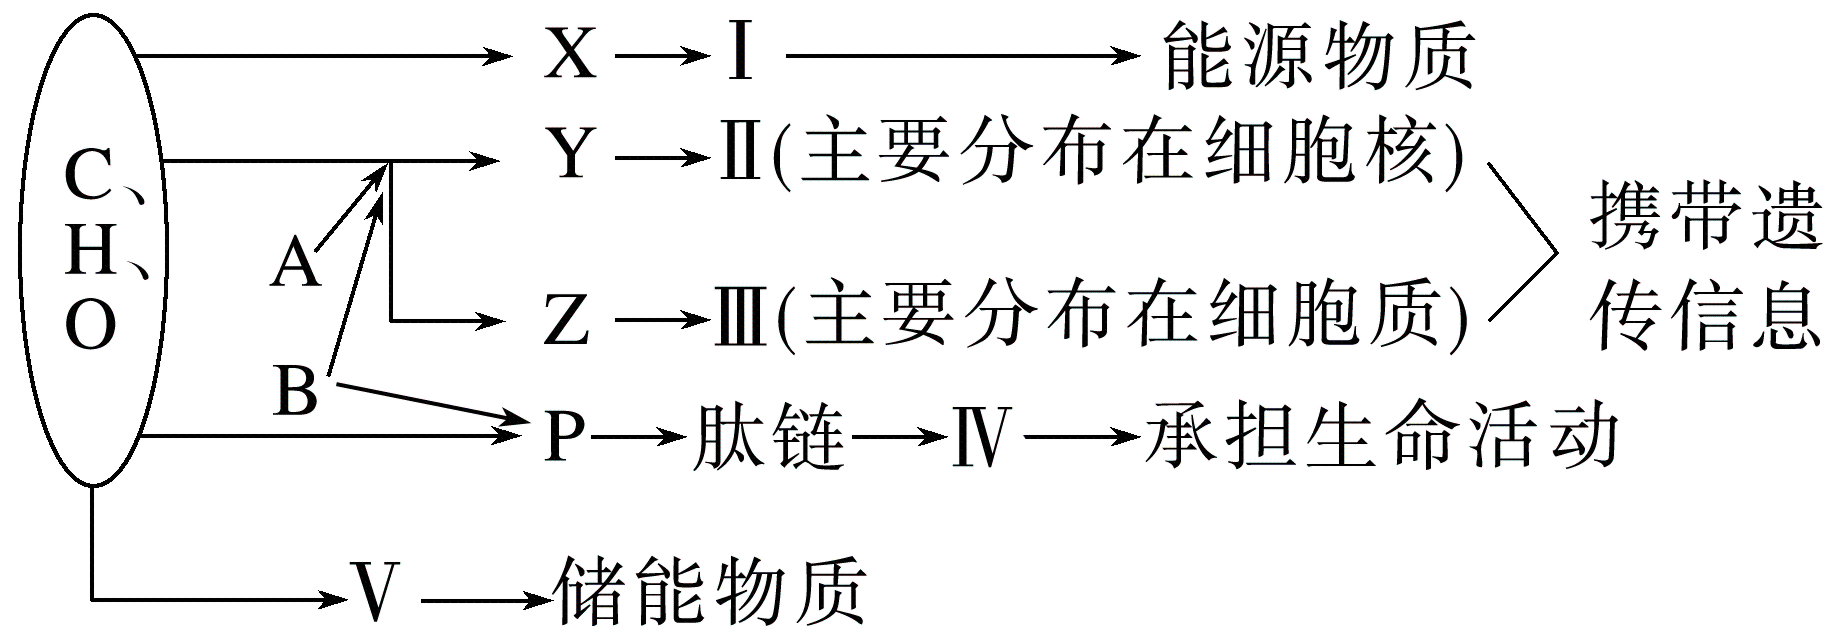 X Ⅰ 能源物质
C、
H、
O
Y Ⅱ(主要分布在细胞核)
A
Z Ⅲ(主要分布在细胞质)
携带遗
传信息
B
P 肽链 Ⅳ 承担生命活动
Ⅴ 储能物质